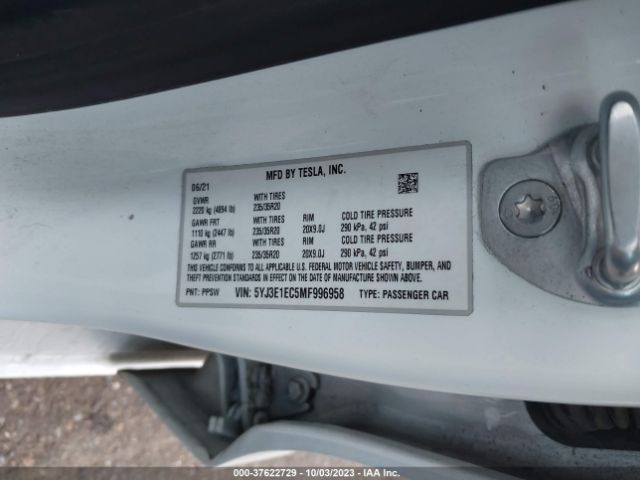 MFD BY TESLA, INC.
06/21
GVWR WITH TIRES
2220 kg (4894 lb) 235/35R20
GAWR FRT WITH TIRES RIM COLD TIRE PRESSURE
1110 kg (2447 lb) 235/35R20 20X9.0J 290 kPa, 42 psi
GAWR RR WITH TIRES RIM COLD TIRE PRESSURE
1257 kg (2771 lb) 235/35R20 20X9.0J 290 kPa, 42 psi
THIS VEHICLE CONFORMS TO ALL APPLICABLE U.S. FEDERAL MOTOR VEHICLE SAFETY, BUMPER, AND
THEFT PREVENTION STANDARDS IN EFFECT ON THE DATE OF MANUFACTURE SHOWN ABOVE.
PNT: PPSW VIN: 5YJ3E1EC5MF996958 TYPE: PASSENGER CAR
000-37622729 - 10/03/2023 - IAA Inc.